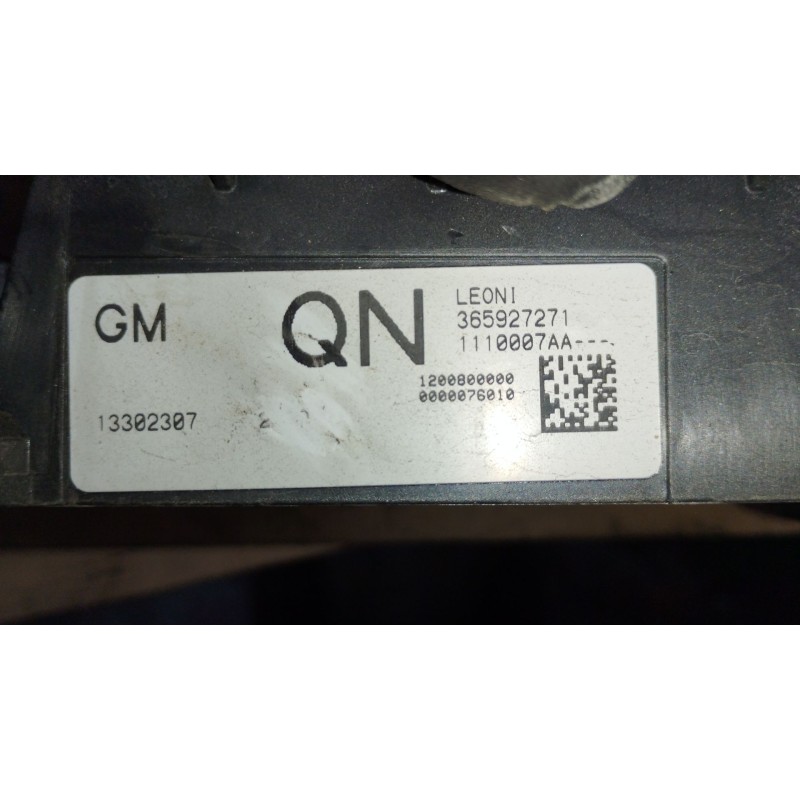 GM
QN
LEONI
365927271
1110007AA---
1200800000
0000076010
13302307